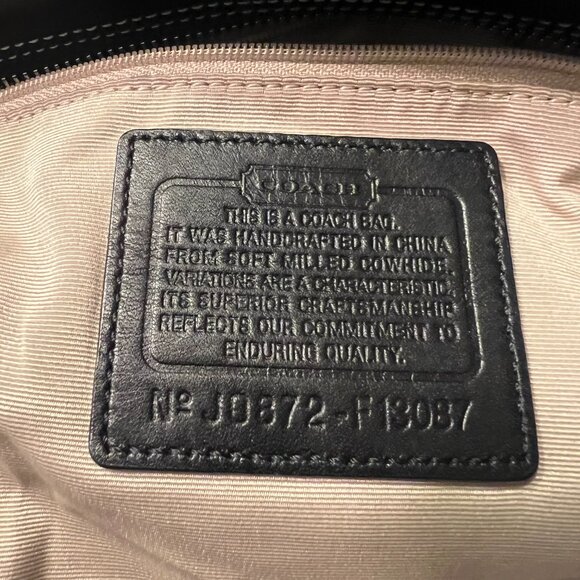 COACH
THIS IS A COACH BAG.
IT WAS HANDCRAFTED IN CHINA
FROM SOFT MILLED COWHIDE.
VARIATIONS ARE A CHARACTERISTIC.
ITS SUPERIOR CRAFTSMANSHIP
REFLECTS OUR COMMITMENT TO
ENDURING QUALITY.
Nº J0872-F13087